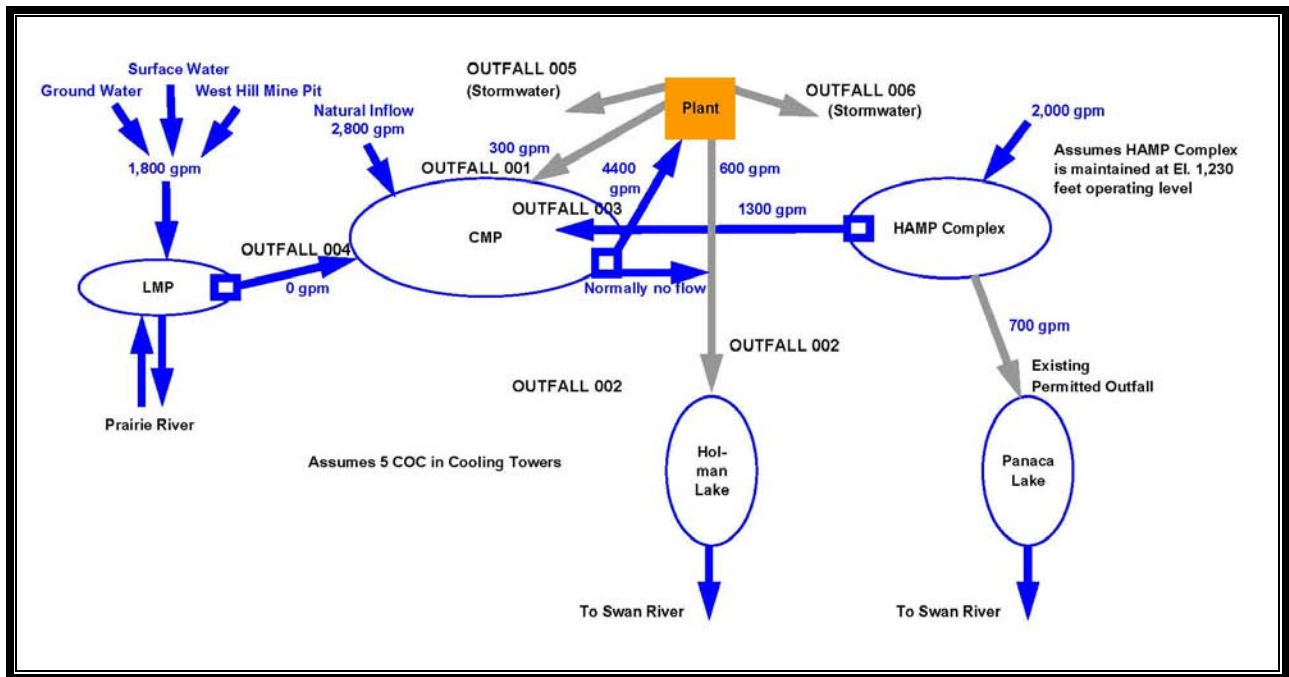 OUTFALL 005
(Stormwater)
Plant
OUTFALL 006
(Stormwater)
Surface Water
Ground Water
West Hill Mine Pit
Natural Inflow
2,800 gpm
2,000 gpm
Assumes HAMP Complex
is maintained at El. 1,230
feet operating level
1,800 gpm
300 gpm
OUTFALL 001
4400
gpm
600 gpm
OUTFALL 003
1300 gpm
CMP
HAMP Complex
OUTFALL 004
LMP
0 gpm
Normally no flow
700 gpm
OUTFALL 002
OUTFALL 002
Existing
Permitted Outfall
Prairie River
Assumes 5 COC in Cooling Towers
Hol-
man
Lake
Panaca
Lake
To Swan River
To Swan River